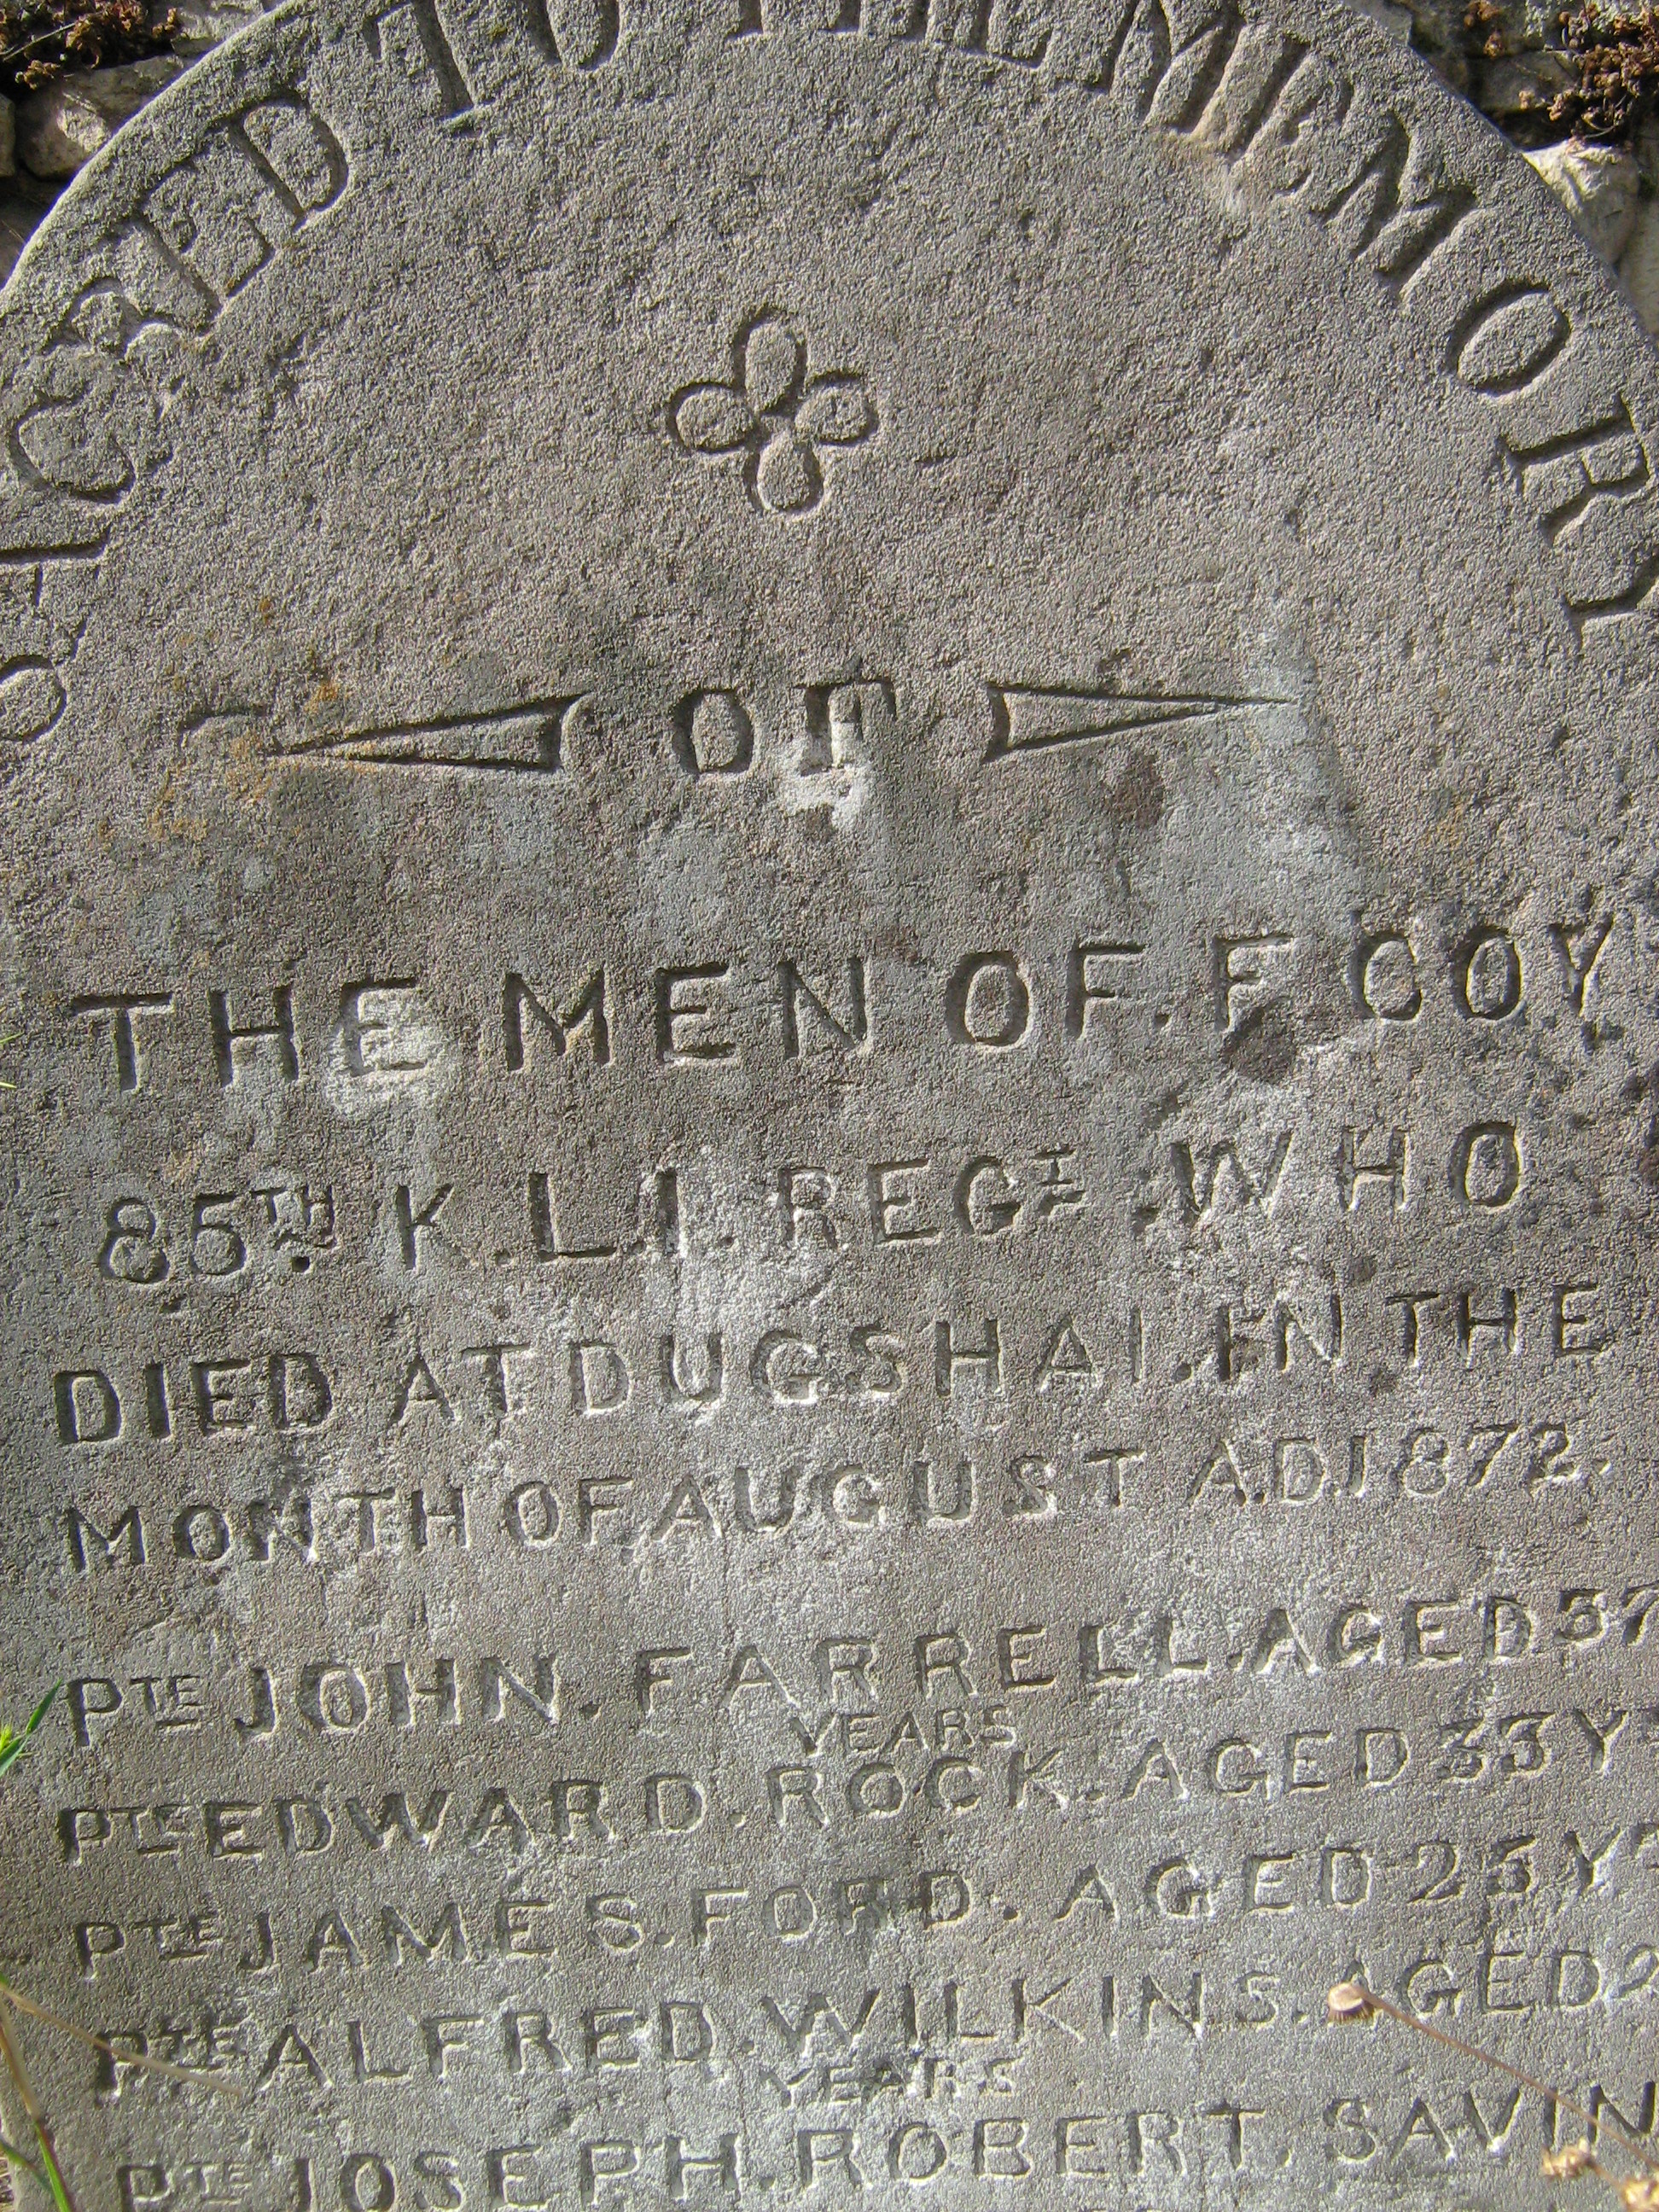 SACRED TO THE MEMORY
OF
THE MEN OF. F COY
85TH K.L.I. REGT. WHO
DIED AT DUGSHAI. IN THE
MONTH OF AUGUST A.D. 1872.
PTE JOHN. FARRELL. AGED 37
YEARS
PTE EDWARD. ROCK. AGED 33 Y
PTE JAMES. FORD. AGED 25 Y
PTE ALFRED. WILKINS. AGED 2
YEARS
PTE JOSEPH. ROBERT. SAVIN